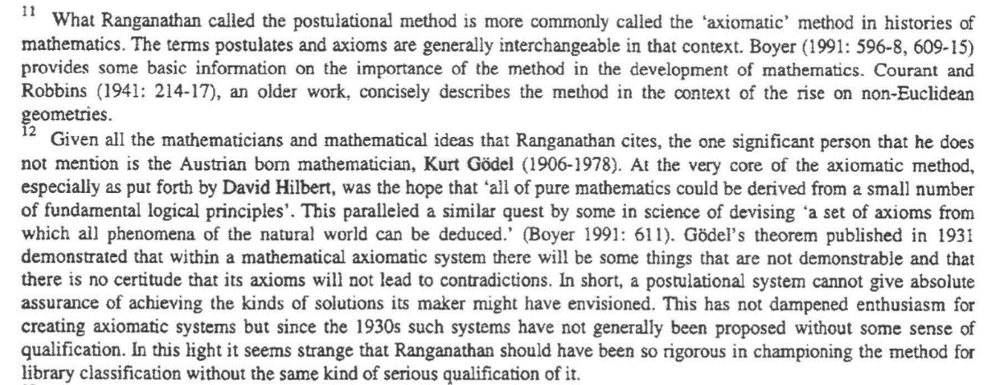 11 What Ranganathan called the postulational method is more commonly called the ‘axiomatic’ method in histories of
mathematics. The terms postulates and axioms are generally interchangeable in that context. Boyer (1991: 596-8, 609-15)
provides some basic information on the importance of the method in the development of mathematics. Courant and
Robbins (1941: 214-17), an older work, concisely describes the method in the context of the rise on non-Euclidean
geometries.
12 Given all the mathematicians and mathematical ideas that Ranganathan cites, the one significant person that he does
not mention is the Austrian born mathematician, Kurt Gödel (1906-1978). At the very core of the axiomatic method,
especially as put forth by David Hilbert, was the hope that ‘all of pure mathematics could be derived from a small number
of fundamental logical principles’. This paralleled a similar quest by some in science of devising ‘a set of axioms from
which all phenomena of the natural world can be deduced.’ (Boyer 1991: 611). Gödel’s theorem published in 1931
demonstrated that within a mathematical axiomatic system there will be some things that are not demonstrable and that
there is no certitude that its axioms will not lead to contradictions. In short, a postulational system cannot give absolute
assurance of achieving the kinds of solutions its maker might have envisioned. This has not dampened enthusiasm for
creating axiomatic systems but since the 1930s such systems have not generally been proposed without some sense of
qualification. In this light it seems strange that Ranganathan should have been so rigorous in championing the method for
library classification without the same kind of serious qualification of it.